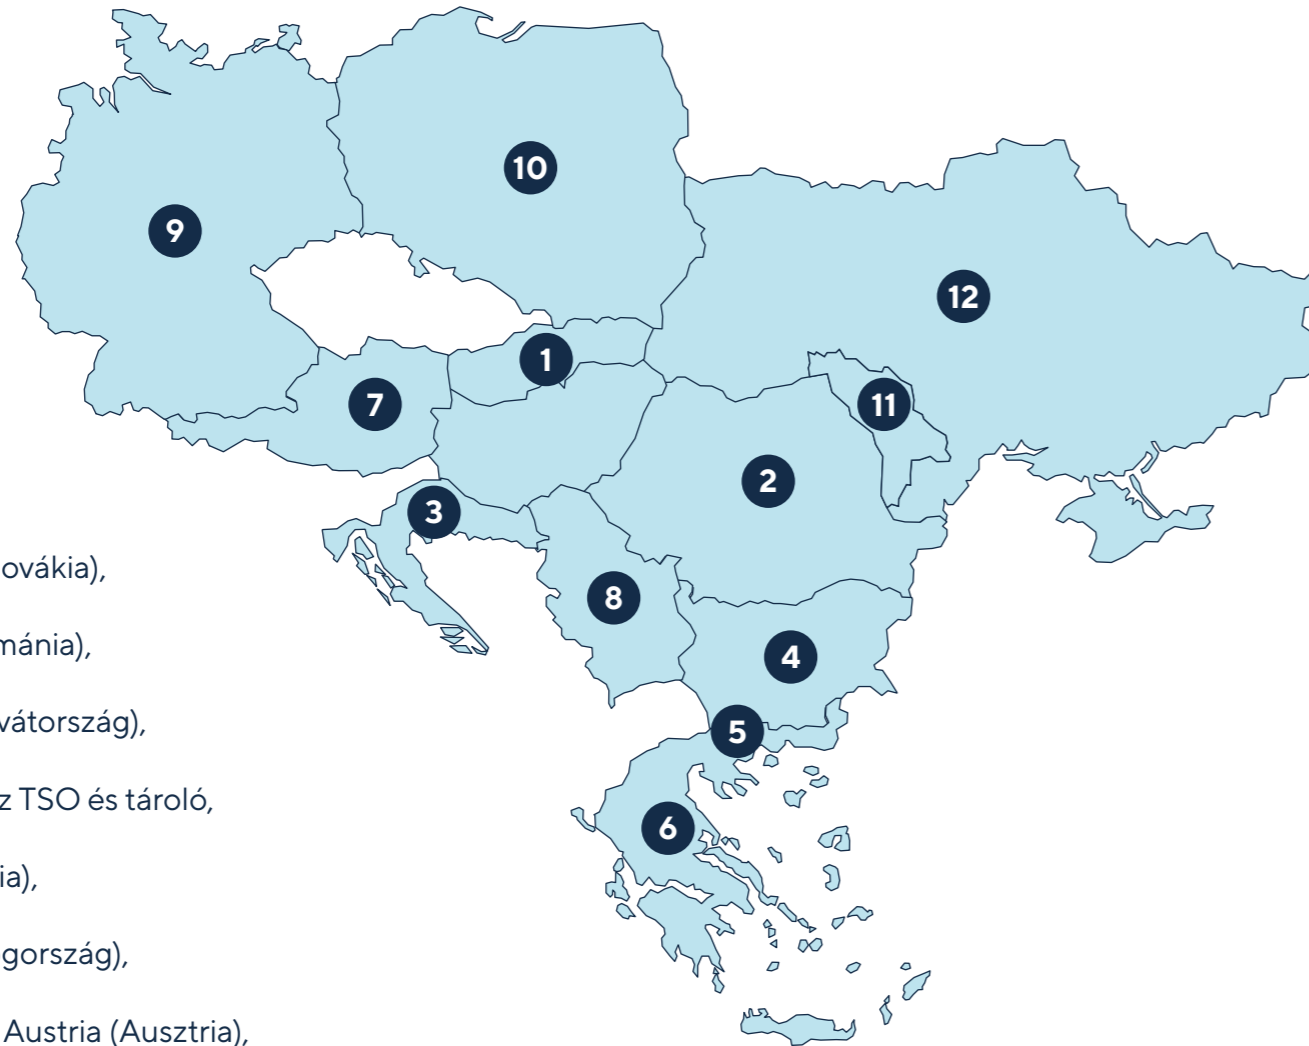 10
9
12
1
7
11
2
3
ovákia),
8
mánia),
4
vátország),
5
z TSO és tároló,
6
ia),
gország),
Austria (Ausztria),